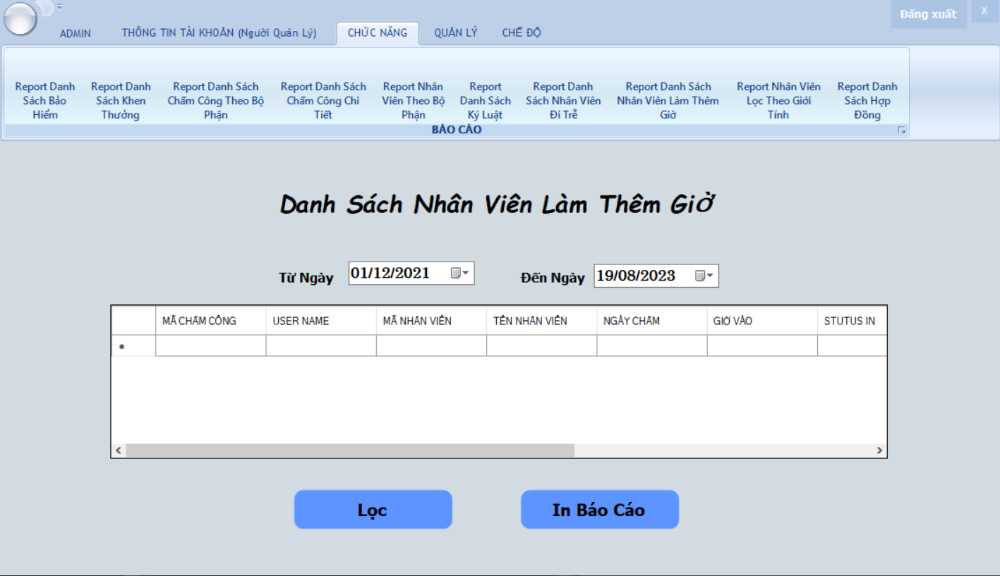 Đăng xuất X
ADMIN THÔNG TIN TÀI KHOẢN (Người Quản Lý) CHỨC NĂNG QUẢN LÝ CHẾ ĐỘ
Report Danh Sách Bảo Hiểm
Report Danh Sách Khen Thưởng
Report Danh Sách Chấm Công Theo Bộ Phận
Report Danh Sách Chấm Công Chi Tiết
Report Nhân Viên Theo Bộ Phận
Report Danh Sách Ký Luật
Report Danh Sách Nhân Viên Đi Trễ
Report Danh Sách Nhân Viên Làm Thêm Giờ
Report Nhân Viên Lọc Theo Giới Tính
Report Danh Sách Hợp Đồng
BÁO CÁO
Danh Sách Nhân Viên Làm Thêm Giờ
Từ Ngày 01/12/2021 Đến Ngày 19/08/2023
MÃ CHẤM CÔNG USER NAME MÃ NHÂN VIÊN TÊN NHÂN VIÊN NGÀY CHẤM GIỜ VÀO STUTUS IN
Lọc In Báo Cáo